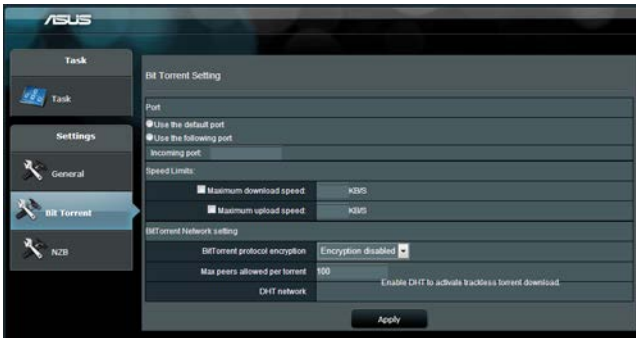 ASUS
Task
Task
Settings
General
Bit Torrent
NZB
Bit Torrent Setting
Port
Use the default port
Use the following port
Incoming port:
Speed Limits:
Maximum download speed: KB/S
Maximum upload speed: KB/S
BitTorrent Network setting
BitTorrent protocol encryption Encryption disabled
Max peers allowed per torrent 100
DHT network Enable DHT to activate trackless torrent download.
Apply